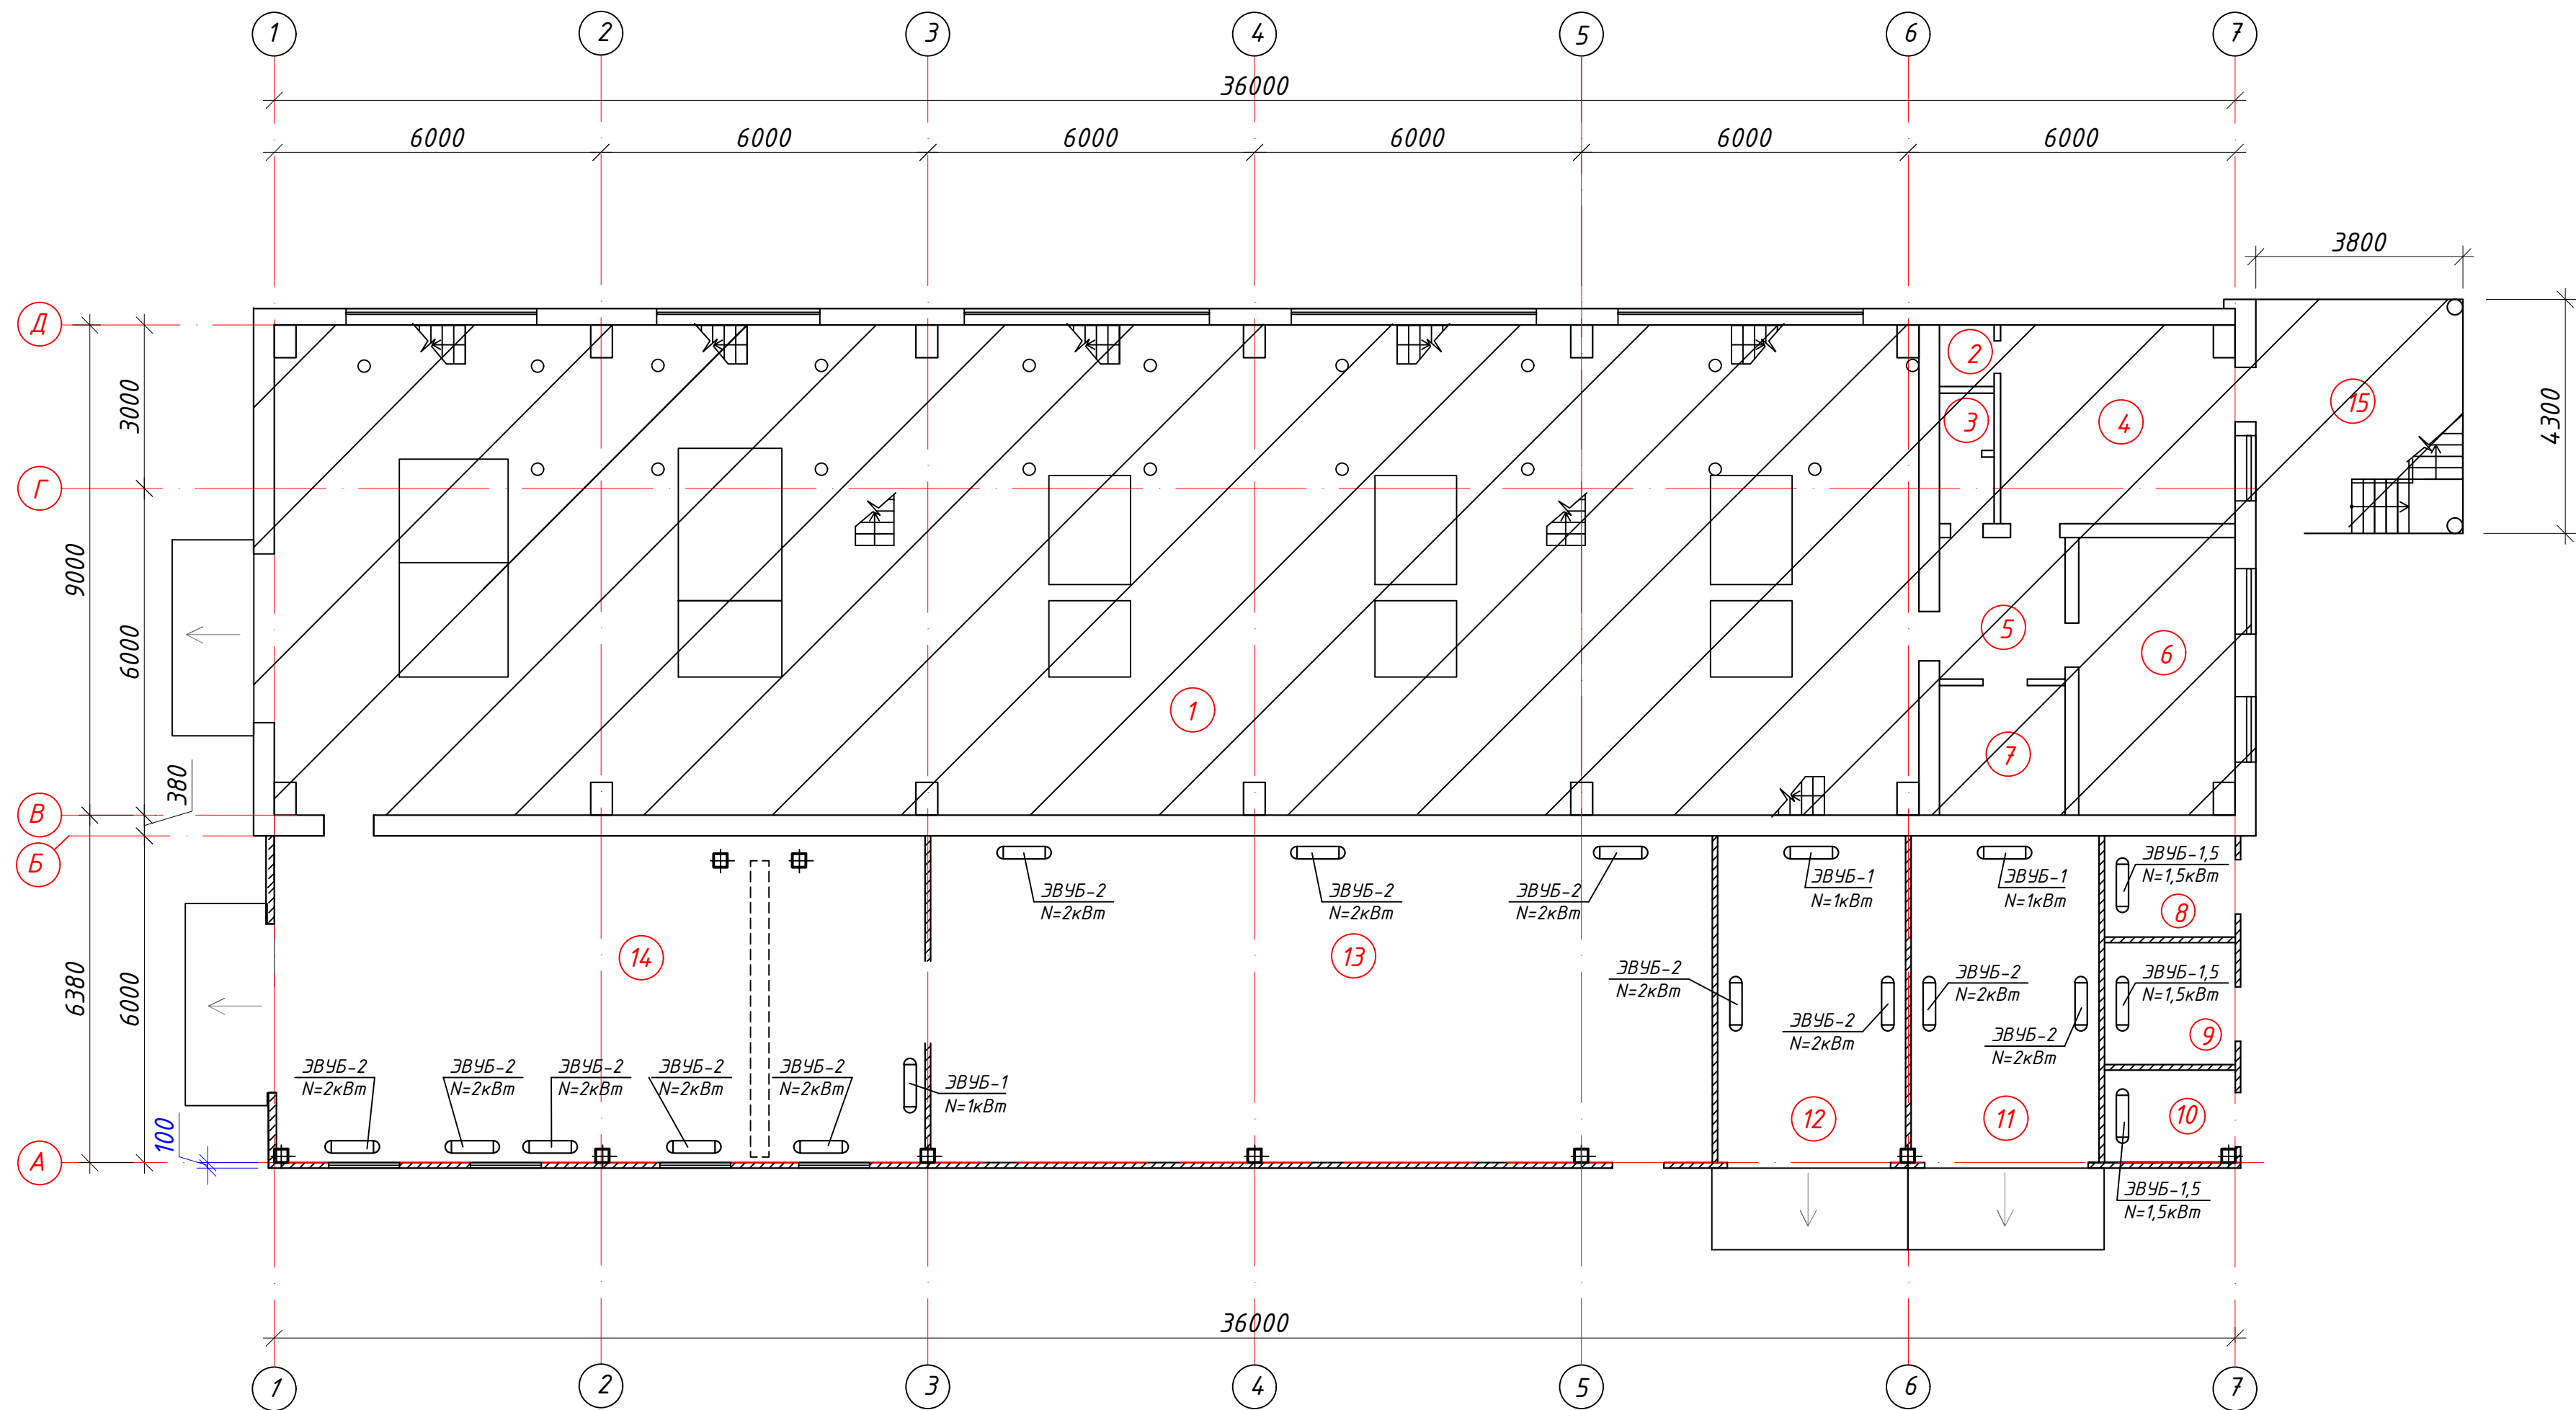 1 2 3 4 5 6 7
36000
6000 6000 6000 6000 6000 6000
3800
Д
3000
4300
2
3
4
15
Г
9000
6000
5
6
1
7
380
В
Б
ЭВУБ-2
N=2кВт
ЭВУБ-2
N=2кВт
ЭВУБ-2
N=2кВт
ЭВУБ-1
N=1кВт
ЭВУБ-1
N=1кВт
ЭВУБ-1,5
N=1,5кВт
8
14
13
6380
6000
ЭВУБ-2
N=2кВт
ЭВУБ-2
N=2кВт
ЭВУБ-2
N=2кВт
ЭВУБ-2
N=2кВт
ЭВУБ-1,5
N=1,5кВт
9
ЭВУБ-2
N=2кВт
ЭВУБ-2
N=2кВт
ЭВУБ-2
N=2кВт
ЭВУБ-2
N=2кВт
ЭВУБ-2
N=2кВт
ЭВУБ-1
N=1кВт
12
11
10
100
А
ЭВУБ-1,5
N=1,5кВт
36000
1 2 3 4 5 6 7